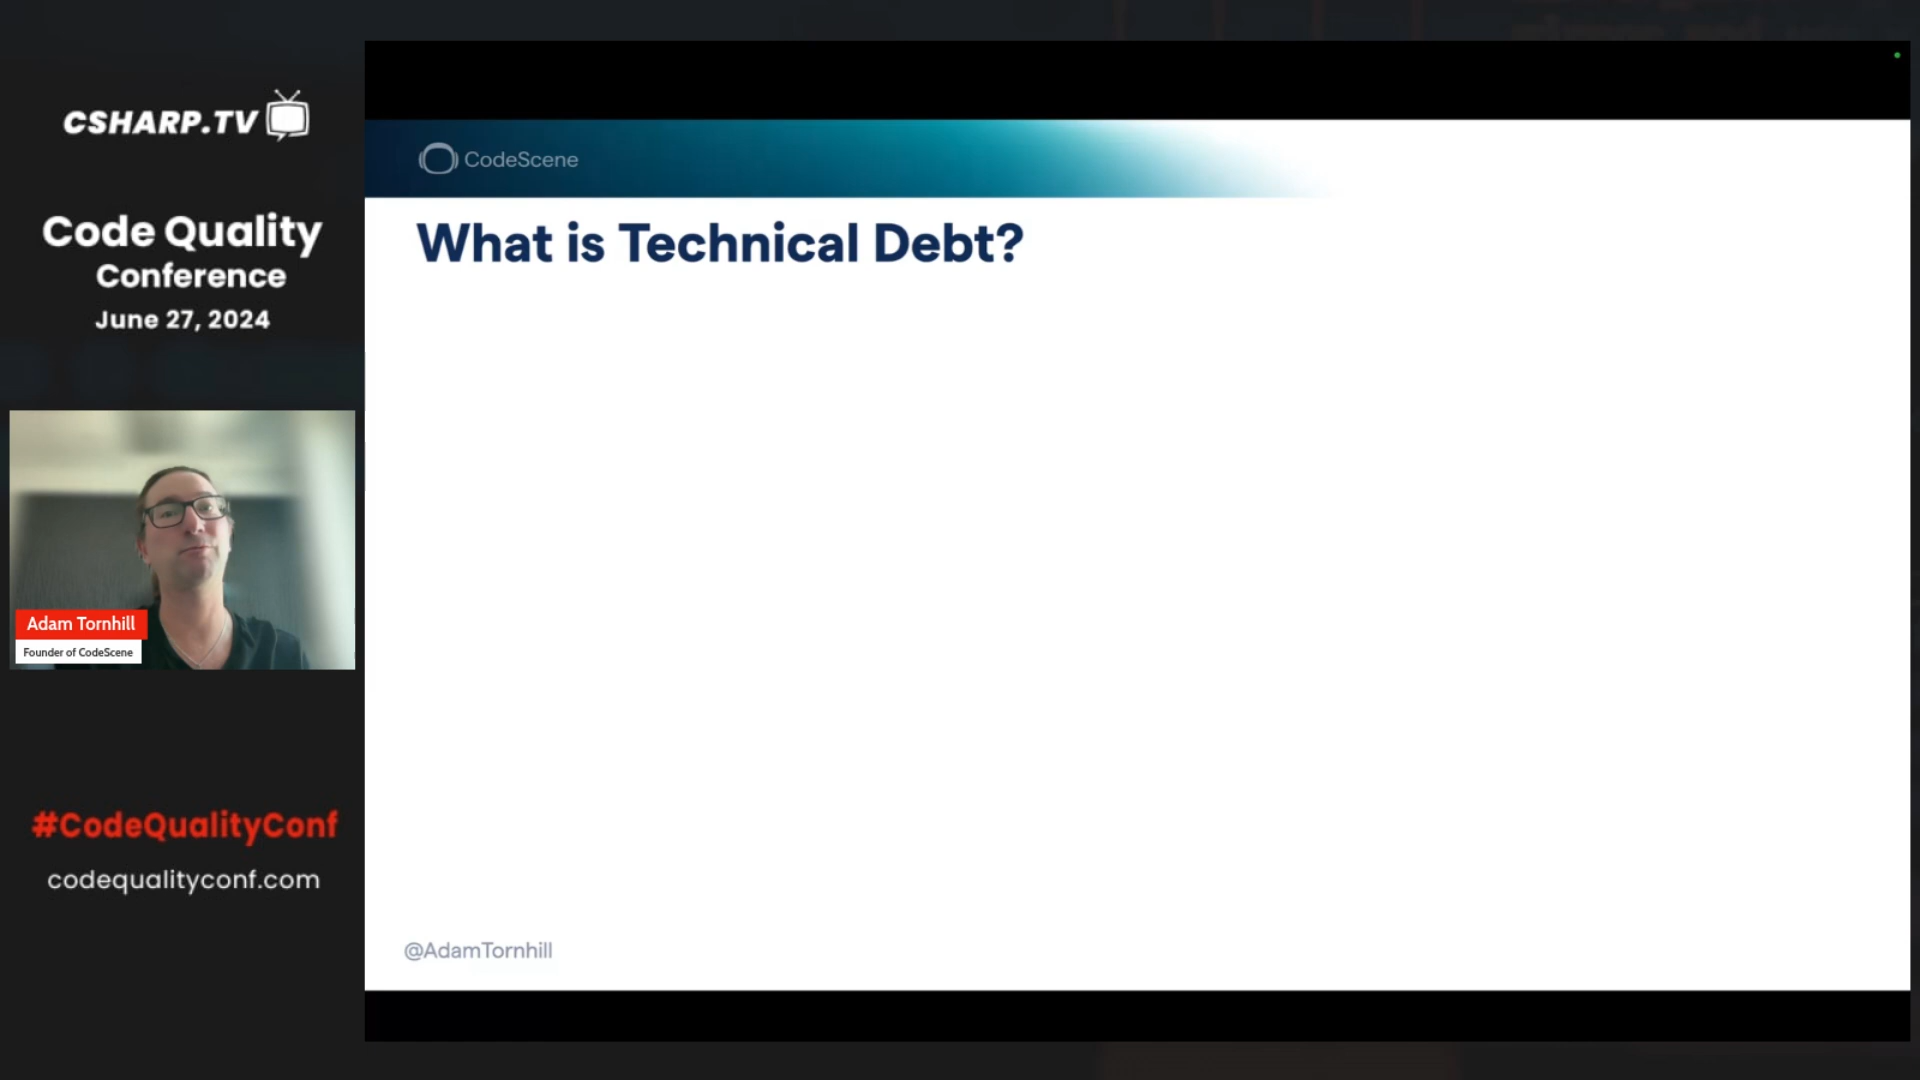 CSHARP.TV
Code Quality
Conference
June 27, 2024
Adam Tornhill
Founder of CodeScene
#CodeQualityConf
codequalityconf.com
CodeScene
What is Technical Debt?
@AdamTornhill